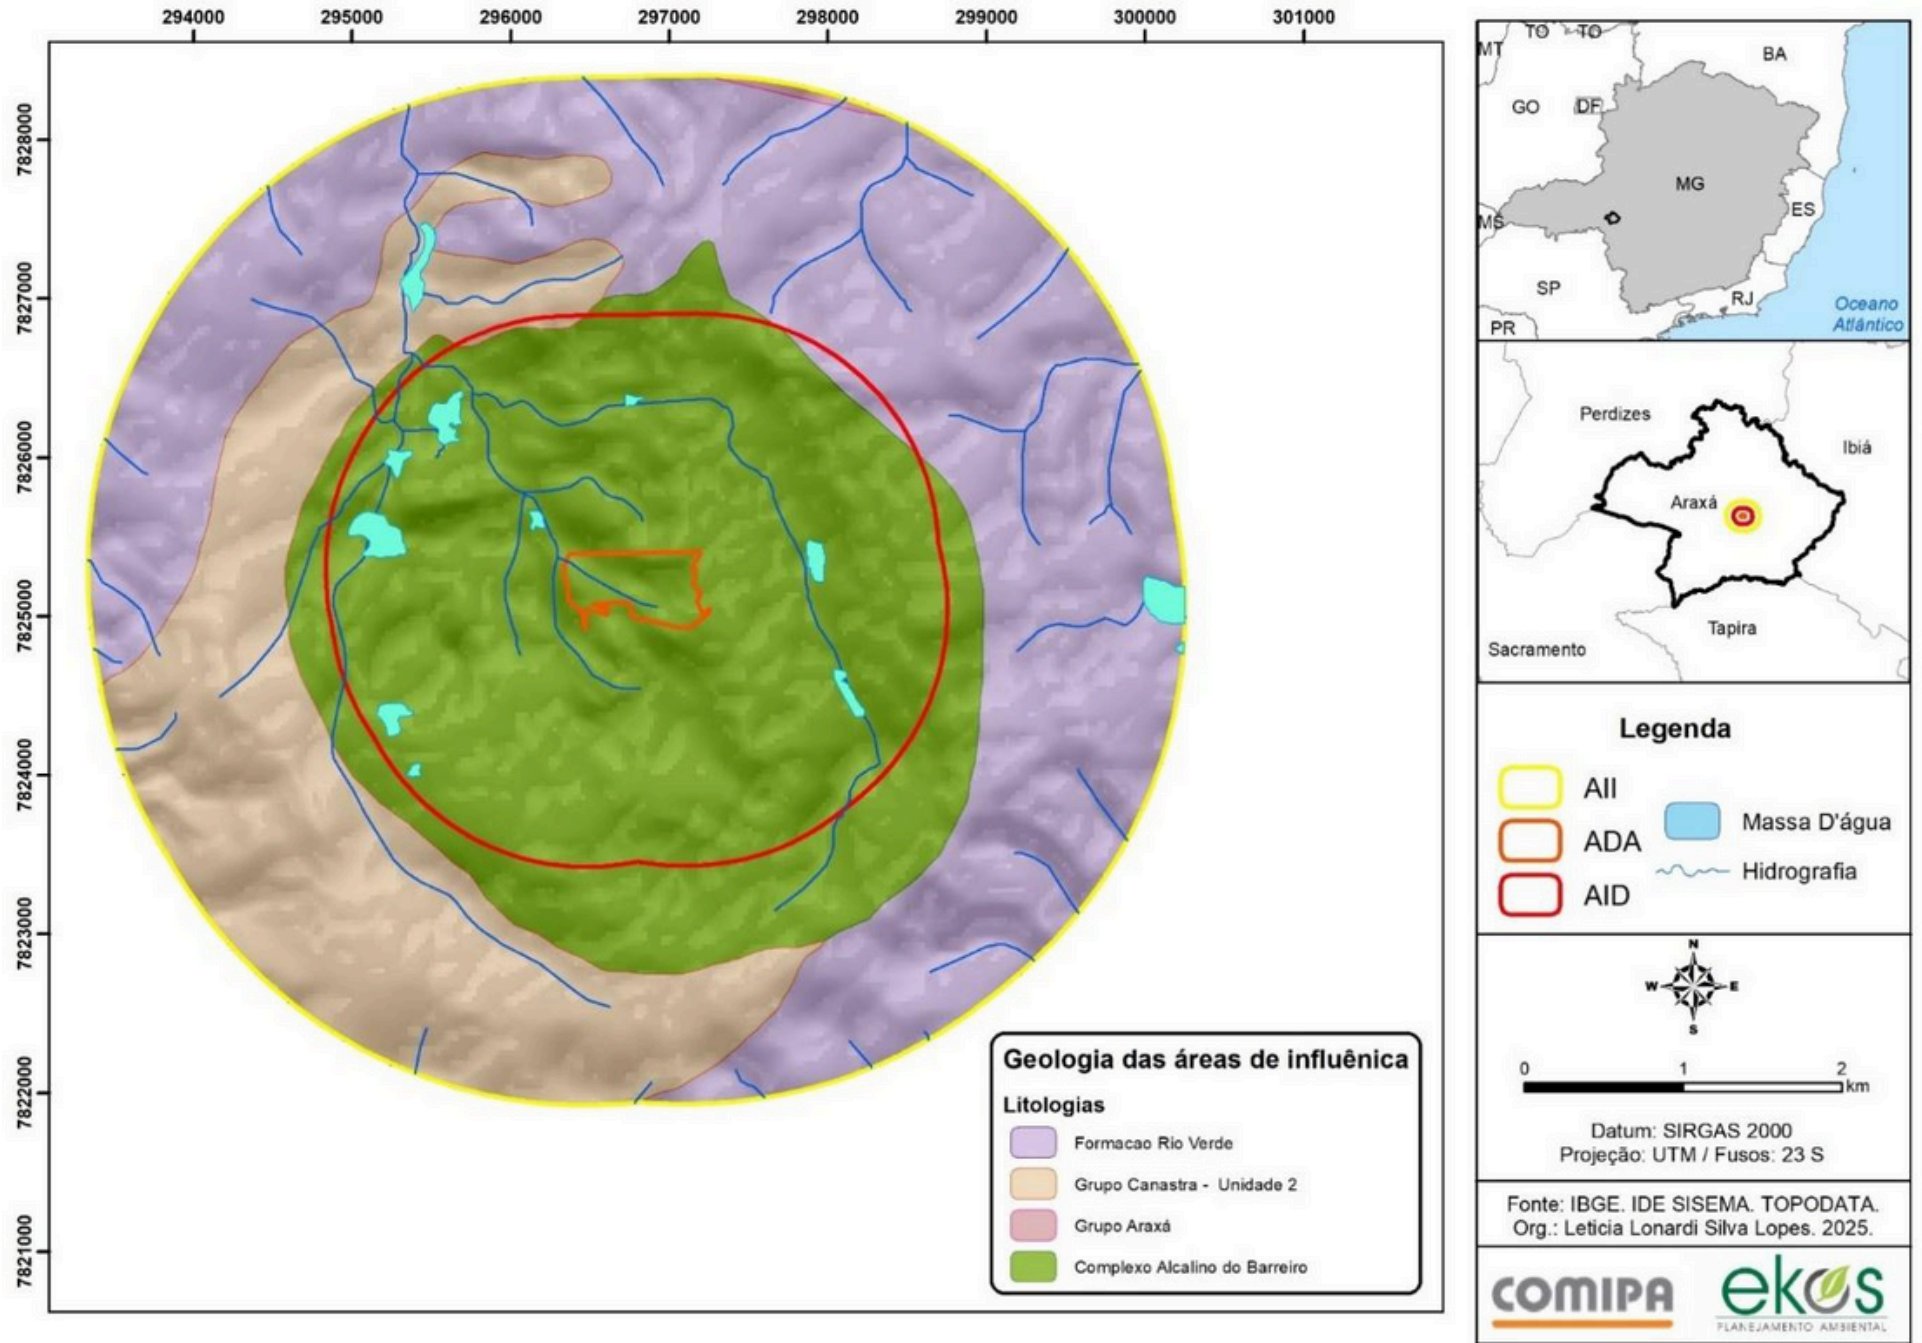 294000 295000 296000 297000 298000 299000 300000 301000
7828000
7827000
7826000
7825000
7824000
7823000
7822000
7821000
Geologia das áreas de influênica
Litologias
Formacao Rio Verde
Grupo Canastra - Unidade 2
Grupo Araxá
Complexo Alcalino do Barreiro
MT
TO
TO
BA
GO
DF
MG
MS
ES
SP
RJ
PR
Oceano
Atlântico
Perdizes
Ibiá
Araxá
Tapira
Sacramento
Legenda
AII
ADA
AID
Massa D'água
Hidrografia
N
W E
S
0 1 2
km
Datum: SIRGAS 2000
Projeção: UTM / Fusos: 23 S
Fonte: IBGE. IDE SISEMA. TOPODATA.
Org.: Leticia Lonardi Silva Lopes. 2025.
COMIPA
ekos
PLANEJAMENTO AMBIENTAL